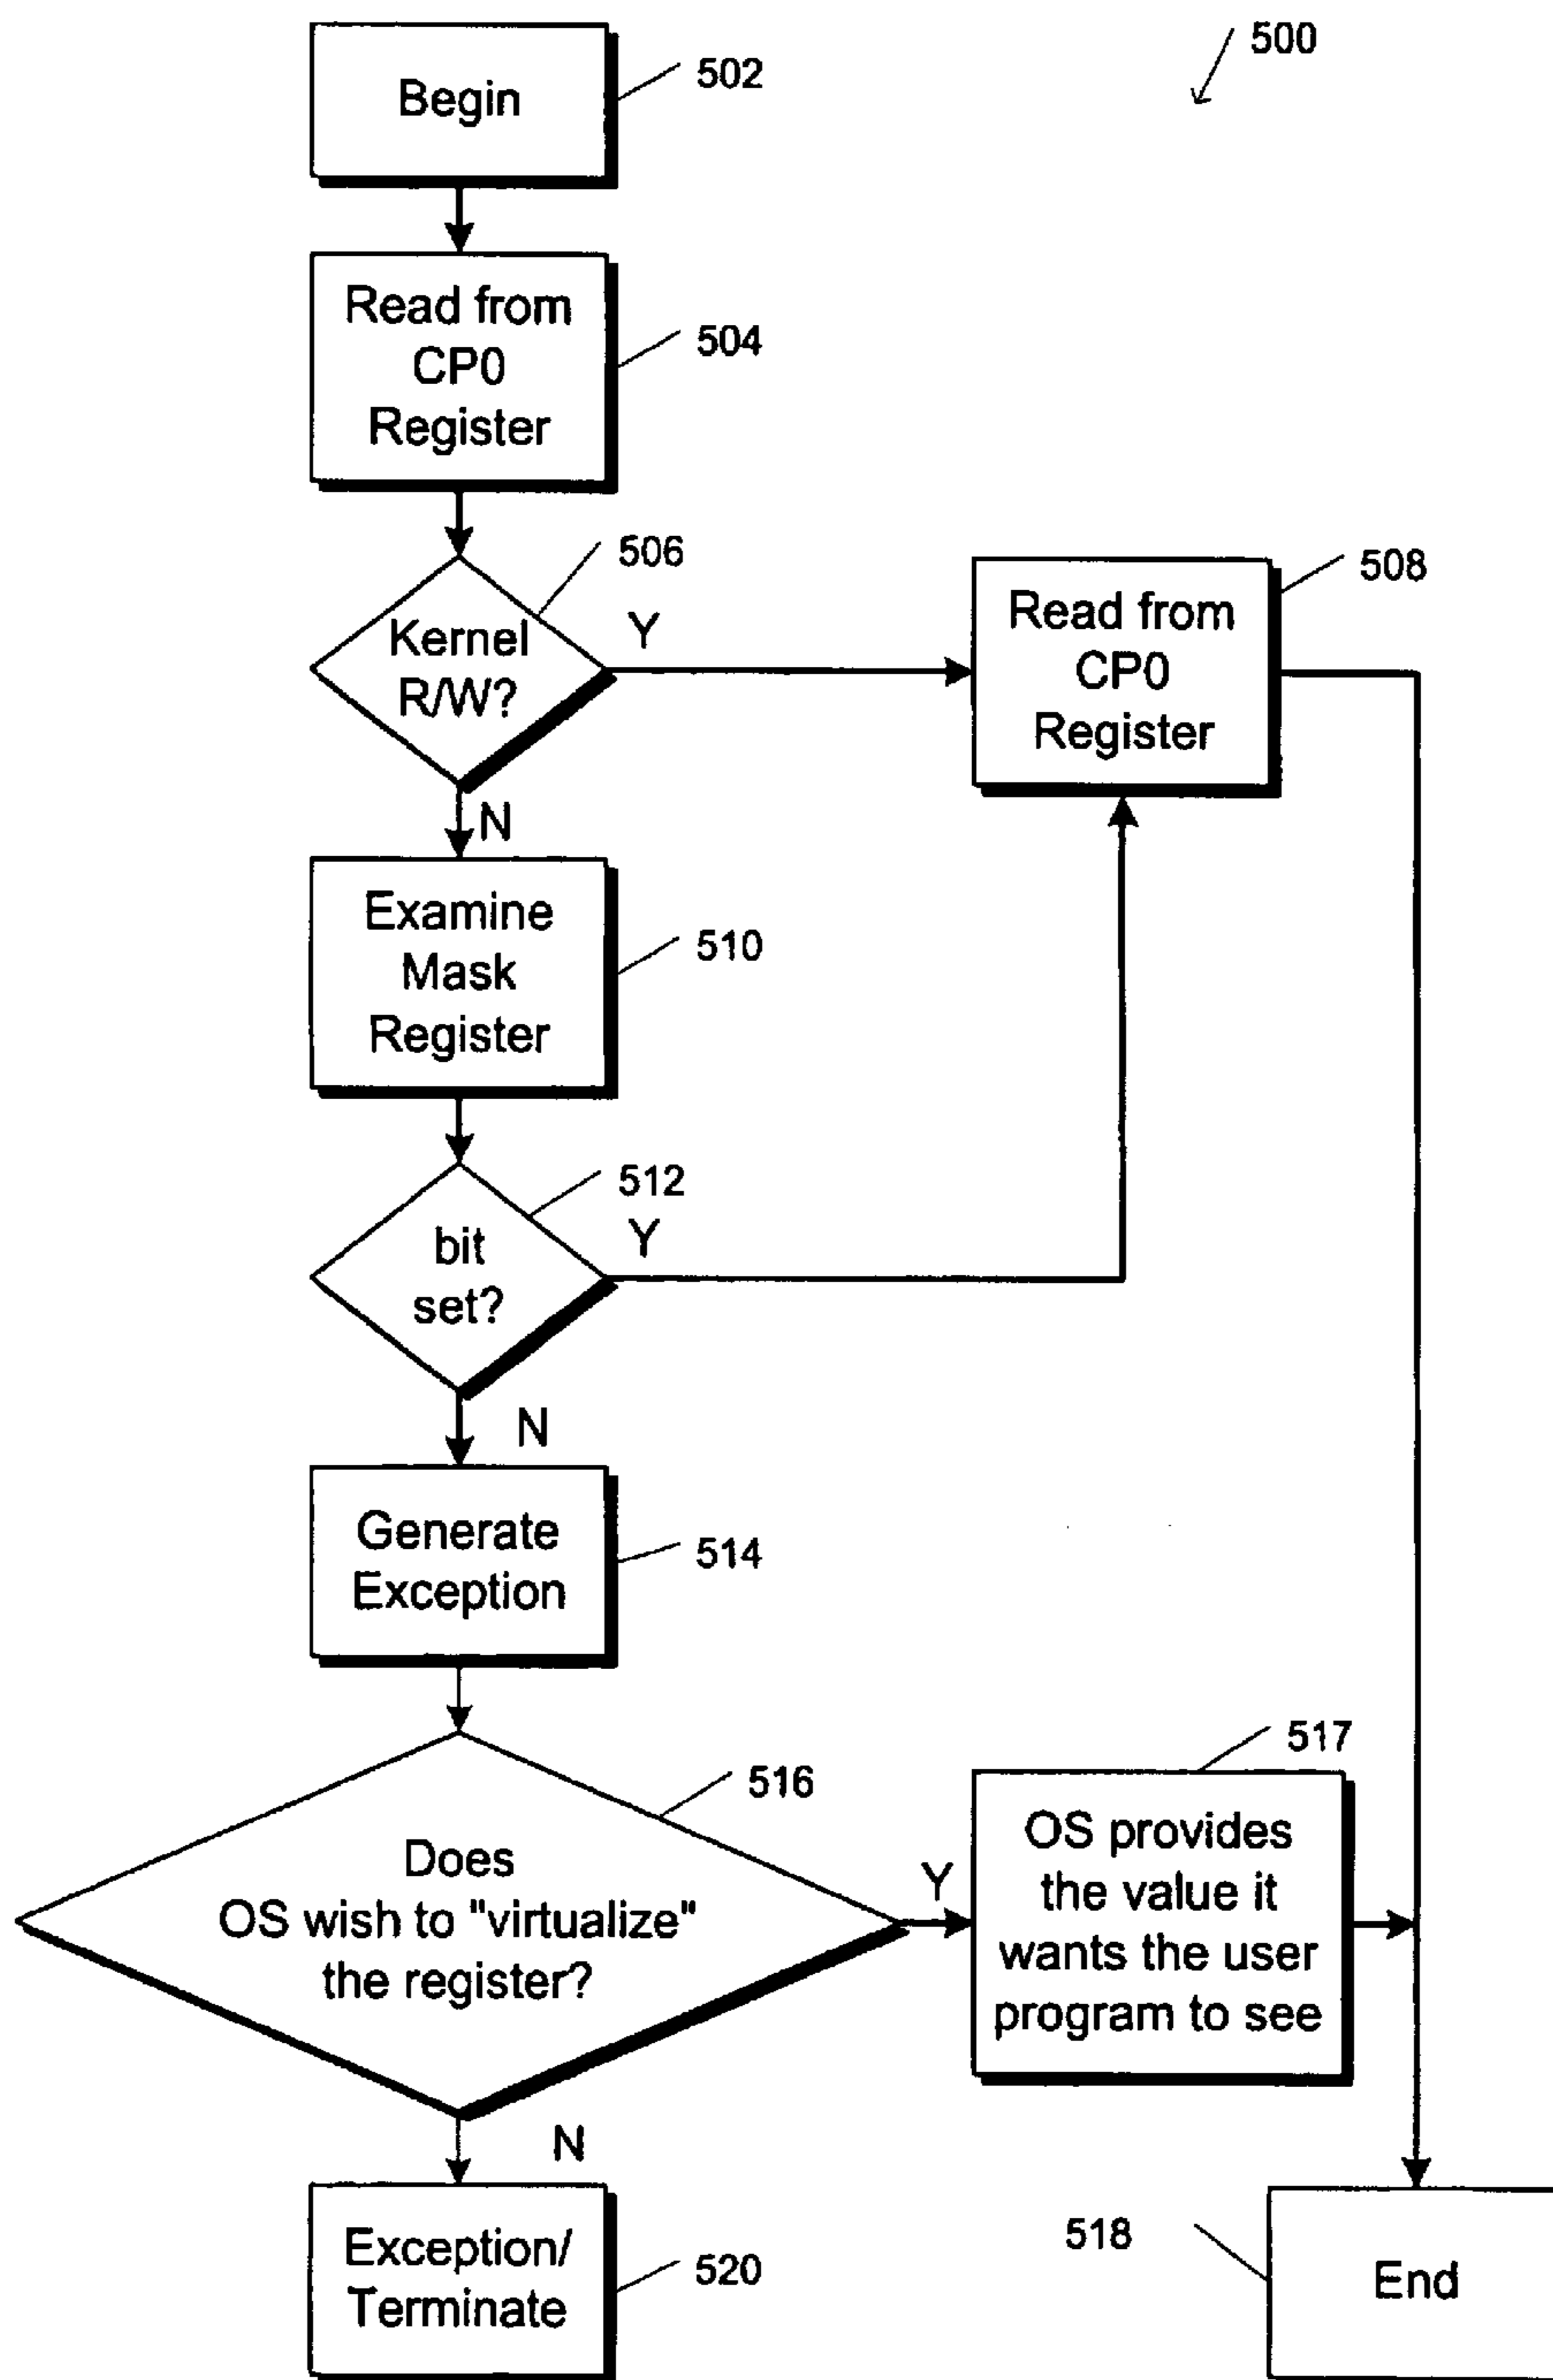 500
Begin
502
Read from
CP0
Register
504
506
Kernel
R/W?
Y
N
Read from
CP0
Register
508
Examine
Mask
Register
510
512
bit
set?
Y
N
Generate
Exception
514
516
Does
OS wish to "virtualize"
the register?
Y
N
517
OS provides
the value it
wants the user
program to see
Exception/
Terminate
520
518
End